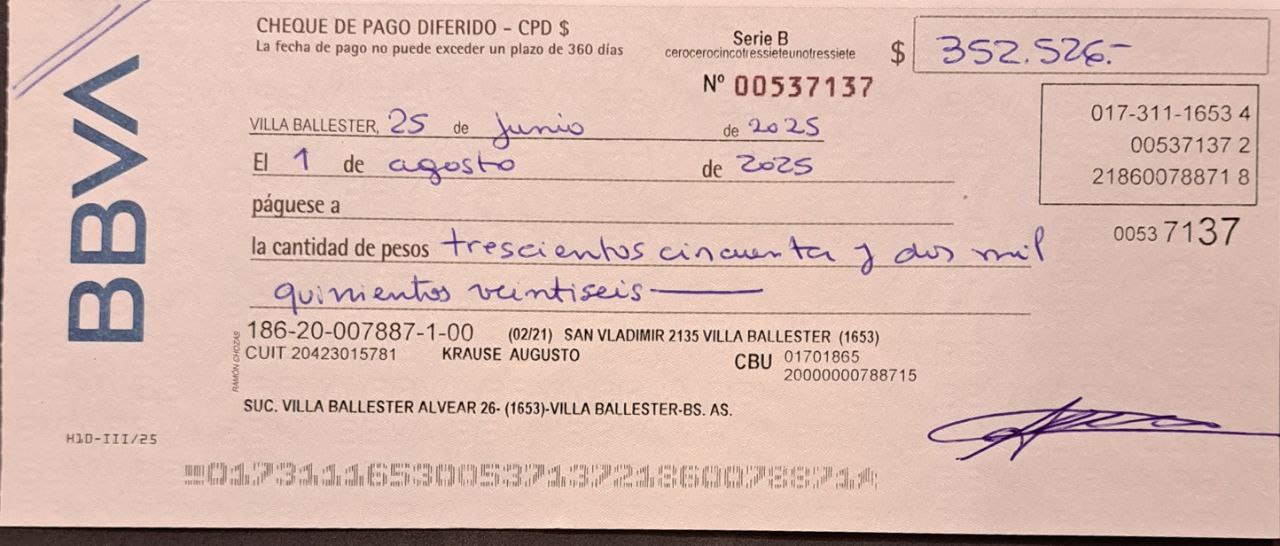 BBVA
CHEQUE DE PAGO DIFERIDO - CPD $
La fecha de pago no puede exceder un plazo de 360 días
Serie B
cerocerocincotressieteunotressiete
Nº 00537137
$ 352.526.-
017-311-1653 4
00537137 2
21860078871 8
0053 7137
VILLA BALLESTER, 25 de junio de 2025
El 1 de agosto de 2025
páguese a
la cantidad de pesos trescientos cincuenta y dos mil
quinientos veintiseis
186-20-007887-1-00 (02/21) SAN VLADIMIR 2135 VILLA BALLESTER (1653)
CUIT 20423015781 KRAUSE AUGUSTO CBU 01701865
20000000788715
RAMÓN CHOZAS
SUC. VILLA BALLESTER ALVEAR 26- (1653)-VILLA BALLESTER-BS. AS.
H10-III/25
01731116530053713721860078871